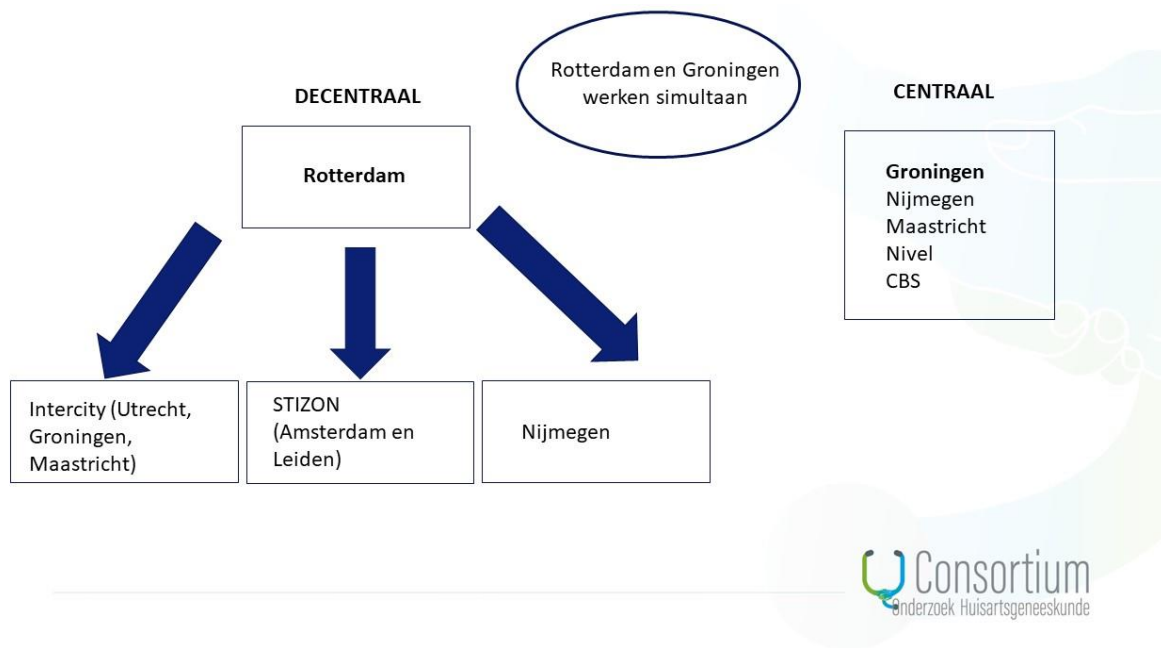 Rotterdam en Groningen
werken simultaan
DECENTRAAL
CENTRAAL
Rotterdam
Groningen
Nijmegen
Maastricht
Nivel
CBS
Intercity (Utrecht,
Groningen,
Maastricht)
STIZON
(Amsterdam en
Leiden)
Nijmegen
Consortium
Onderzoek Huisartsgeneeskunde